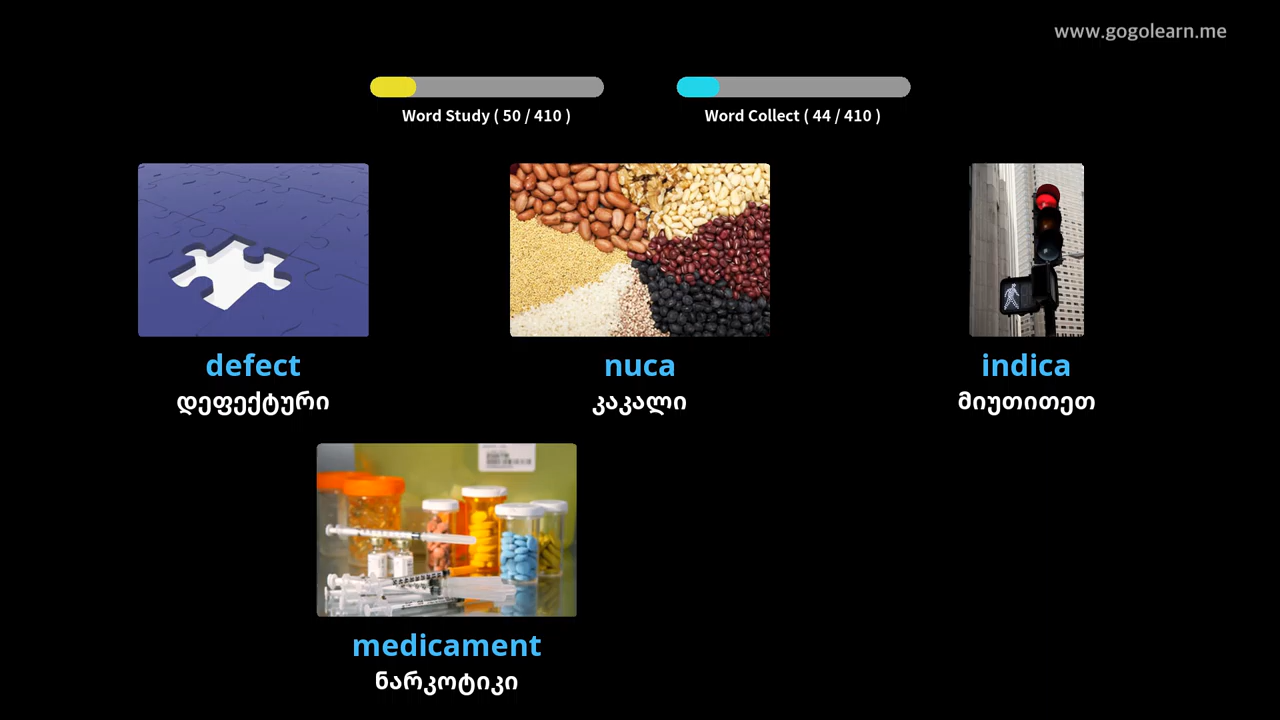 www.gogolearn.me
Word Study ( 50 / 410 )
Word Collect ( 44 / 410 )
defect
დეფექტური
nuca
კაკალი
indica
მიუთითეთ
medicament
ნარკოტიკი